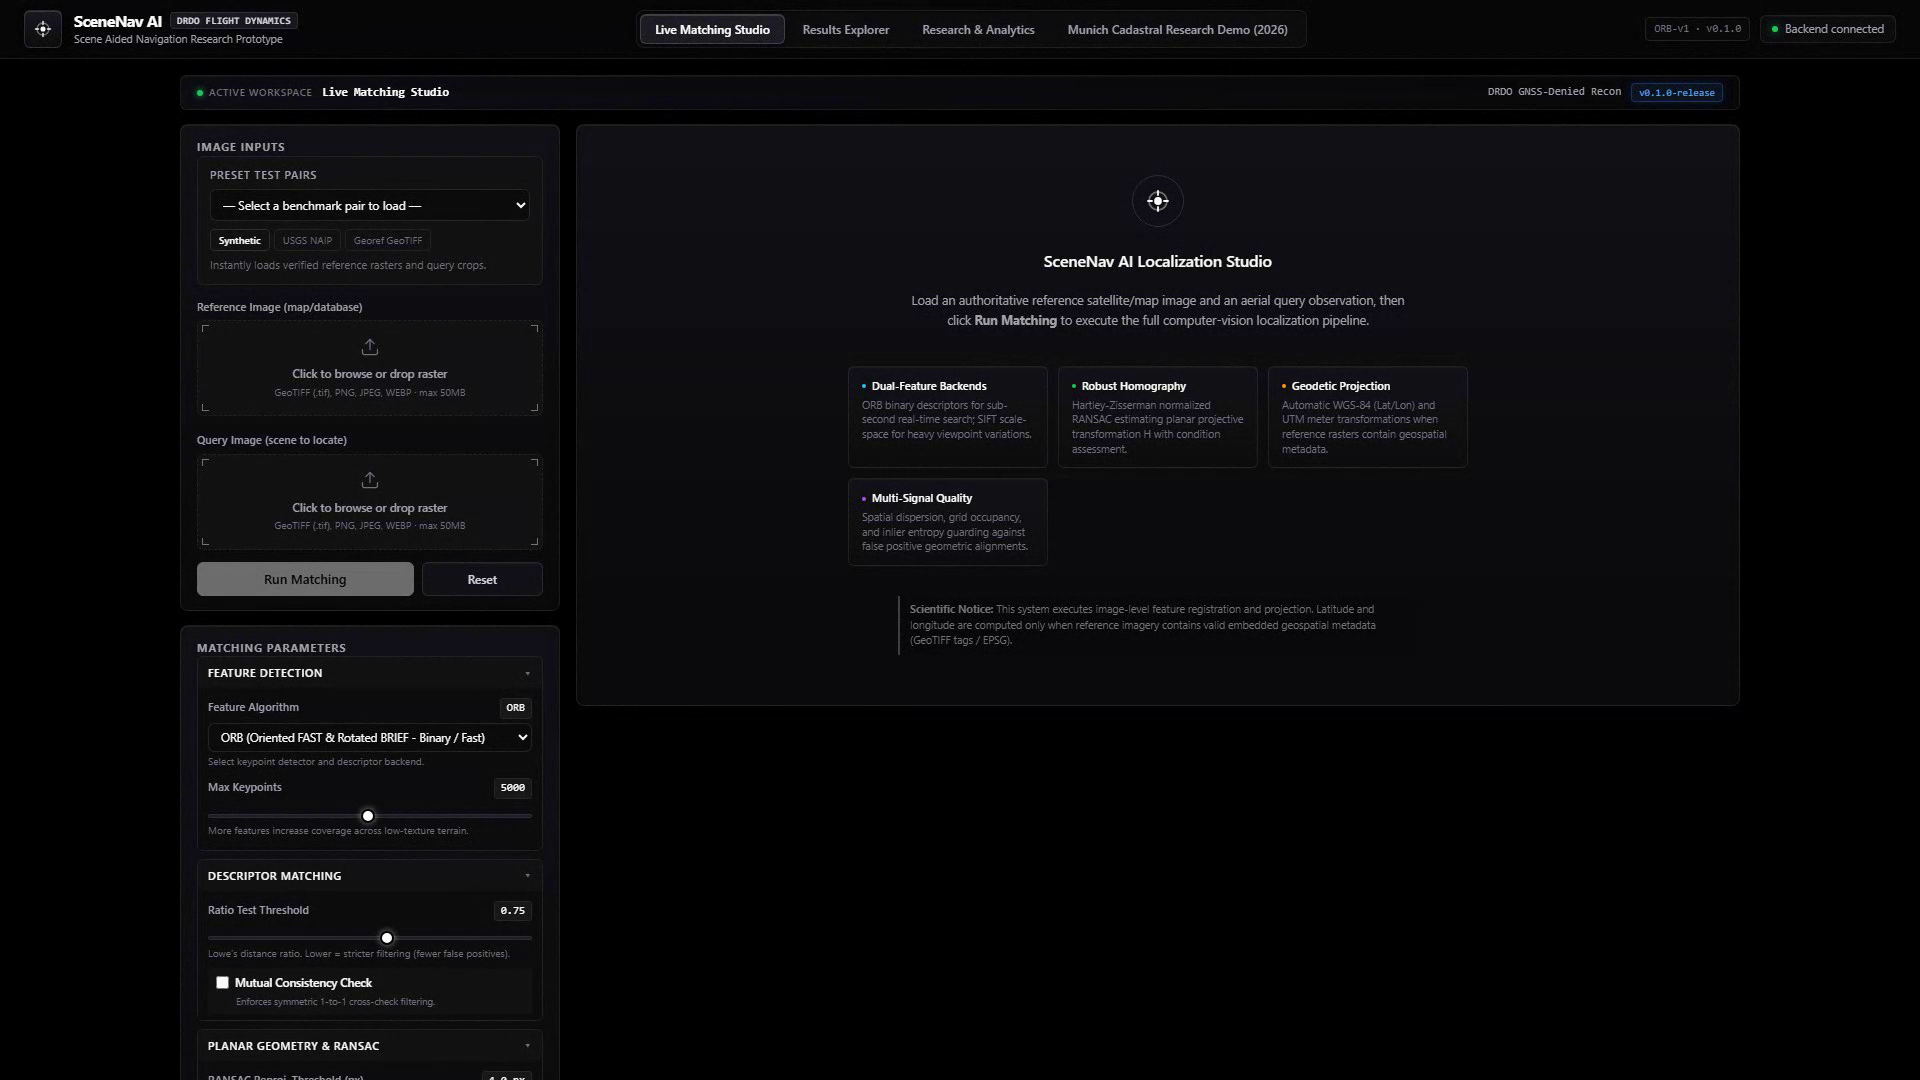 SceneNav AI
DRDO FLIGHT DYNAMICS
Scene Aided Navigation Research Prototype
Live Matching Studio
Results Explorer
Research & Analytics
Munich Cadastral Research Demo (2026)
ORB-v1 · v0.1.0
Backend connected
ACTIVE WORKSPACE Live Matching Studio
DRDO GNSS-Denied Recon
v0.1.0-release
IMAGE INPUTS
PRESET TEST PAIRS
— Select a benchmark pair to load —
Synthetic
USGS NAIP
Georef GeoTIFF
Instantly loads verified reference rasters and query crops.
Reference Image (map/database)
Click to browse or drop raster
GeoTIFF (.tif), PNG, JPEG, WEBP · max 50MB
Query Image (scene to locate)
Click to browse or drop raster
GeoTIFF (.tif), PNG, JPEG, WEBP · max 50MB
Run Matching
Reset
MATCHING PARAMETERS
FEATURE DETECTION
Feature Algorithm
ORB
ORB (Oriented FAST & Rotated BRIEF - Binary / Fast)
Select keypoint detector and descriptor backend.
Max Keypoints
5000
More features increase coverage across low-texture terrain.
DESCRIPTOR MATCHING
Ratio Test Threshold
0.75
Lowe's distance ratio. Lower = stricter filtering (fewer false positives).
Mutual Consistency Check
Enforces symmetric 1-to-1 cross-check filtering.
PLANAR GEOMETRY & RANSAC
RANSAC Reproj. Threshold (px)
4.0 px
SceneNav AI Localization Studio
Load an authoritative reference satellite/map image and an aerial query observation, then
click Run Matching to execute the full computer-vision localization pipeline.
Dual-Feature Backends
ORB binary descriptors for sub-
second real-time search; SIFT scale-
space for heavy viewpoint variations.
Robust Homography
Hartley-Zisserman normalized
RANSAC estimating planar projective
transformation H with condition
assessment.
Geodetic Projection
Automatic WGS-84 (Lat/Lon) and
UTM meter transformations when
reference rasters contain geospatial
metadata.
Multi-Signal Quality
Spatial dispersion, grid occupancy,
and inlier entropy guarding against
false positive geometric alignments.
Scientific Notice: This system executes image-level feature registration and projection. Latitude and
longitude are computed only when reference imagery contains valid embedded geospatial metadata
(GeoTIFF tags / EPSG).